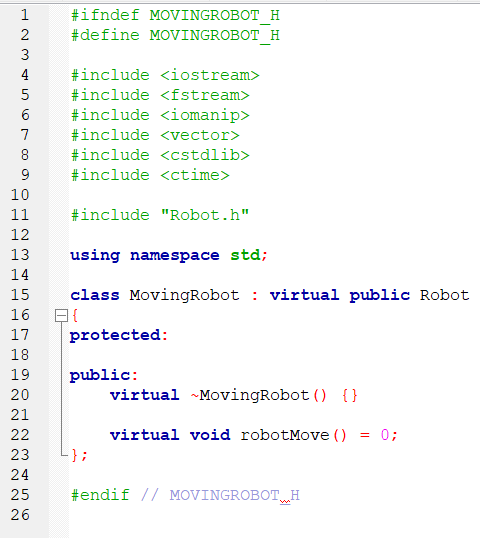 1 #ifndef MOVINGROBOT_H
2 #define MOVINGROBOT_H
3
4 #include <iostream>
5 #include <fstream>
6 #include <iomanip>
7 #include <vector>
8 #include <cstdlib>
9 #include <ctime>
10
11 #include "Robot.h"
12
13 using namespace std;
14
15 class MovingRobot : virtual public Robot
16 {
17 protected:
18
19 public:
20     virtual ~MovingRobot() {}
21
22     virtual void robotMove() = 0;
23 };
24
25 #endif // MOVINGROBOT_H
26